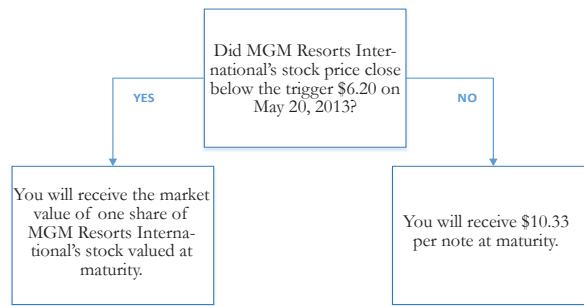 Did MGM Resorts Inter-
national's stock price close
below the trigger $6.20 on
May 20, 2013?
YES
NO
You will receive the market
value of one share of
MGM Resorts Interna-
tional's stock valued at
maturity.
You will receive $10.33
per note at maturity.